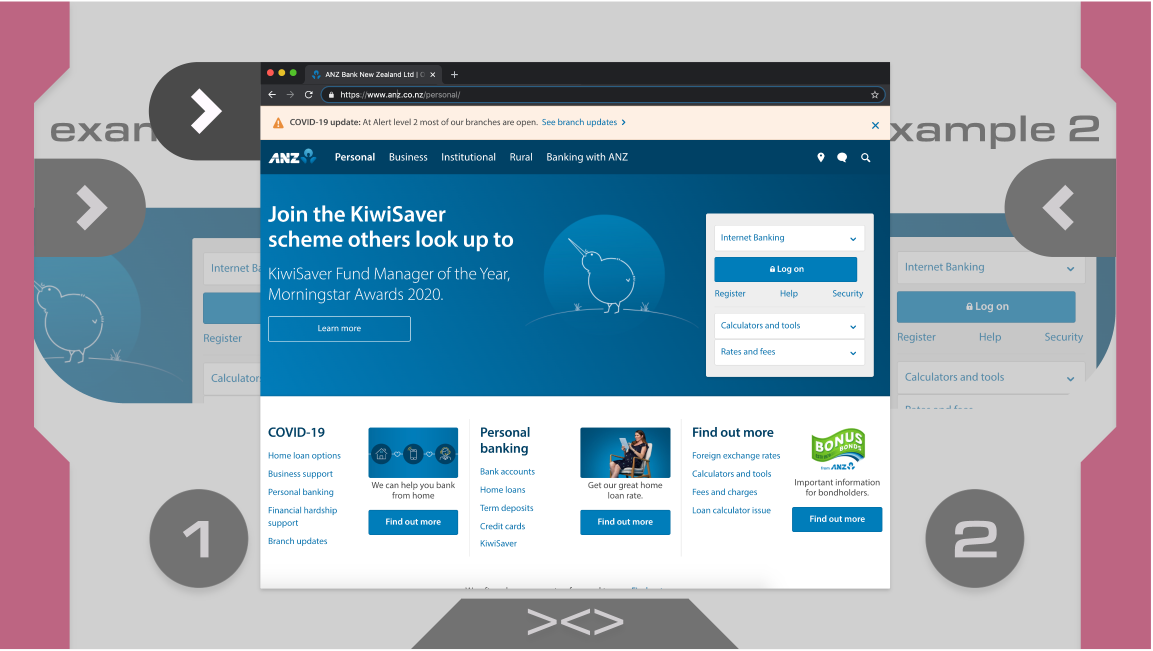 ANZ Bank New Zealand Ltd | C
https://www.anz.co.nz/personal/
COVID-19 update: At Alert level 2 most of our branches are open. See branch updates
exam
xample 2
ANZ Personal Business Institutional Rural Banking with ANZ
Join the KiwiSaver
scheme others look up to
KiwiSaver Fund Manager of the Year,
Morningstar Awards 2020.
Learn more
Internet Banking
Log on
Register Help Security
Calculators and tools
Rates and fees
Internet Ba
Register
Calculator
Internet Banking
Log on
Register Help Security
Calculators and tools
COVID-19
Home loan options
Business support
Personal banking
Financial hardship
support
Branch updates
We can help you bank
from home
Find out more
Personal
banking
Bank accounts
Home loans
Term deposits
Credit cards
KiwiSaver
Get our great home
loan rate.
Find out more
Find out more
Foreign exchange rates
Calculators and tools
Fees and charges
Loan calculator issue
BONUS
BONDS
from ANZ
Important information
for bondholders.
Find out more
1
2
><>